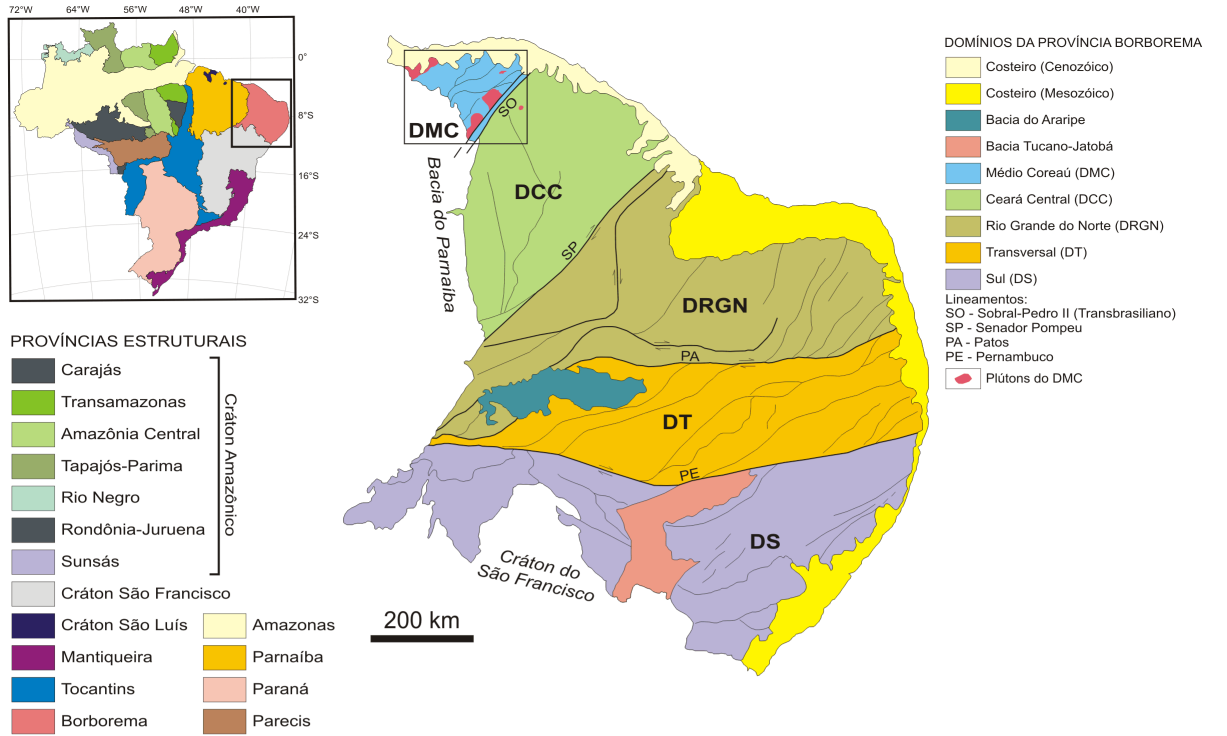 72°W 64°W 56°W 48°W 40°W
0°
8°S
16°S
24°S
32°S
PROVÍNCIAS ESTRUTURAIS
Carajás
Transamazonas
Amazônia Central
Tapajós-Parima
Rio Negro
Rondônia-Juruena
Sunsás
Cráton Amazônico
Cráton São Francisco
Cráton São Luís
Mantiqueira
Tocantins
Borborema
Amazonas
Parnaíba
Paraná
Parecis
DMC
SO
DCC
Bacia do Parnaíba
SP
DRGN
PA
DT
PE
DS
Cráton do
São Francisco
200 km
DOMÍNIOS DA PROVÍNCIA BORBOREMA
Costeiro (Cenozóico)
Costeiro (Mesozóico)
Bacia do Araripe
Bacia Tucano-Jatobá
Médio Coreaú (DMC)
Ceará Central (DCC)
Rio Grande do Norte (DRGN)
Transversal (DT)
Sul (DS)
Lineamentos:
SO - Sobral-Pedro II (Transbrasiliano)
SP - Senador Pompeu
PA - Patos
PE - Pernambuco
Plútons do DMC